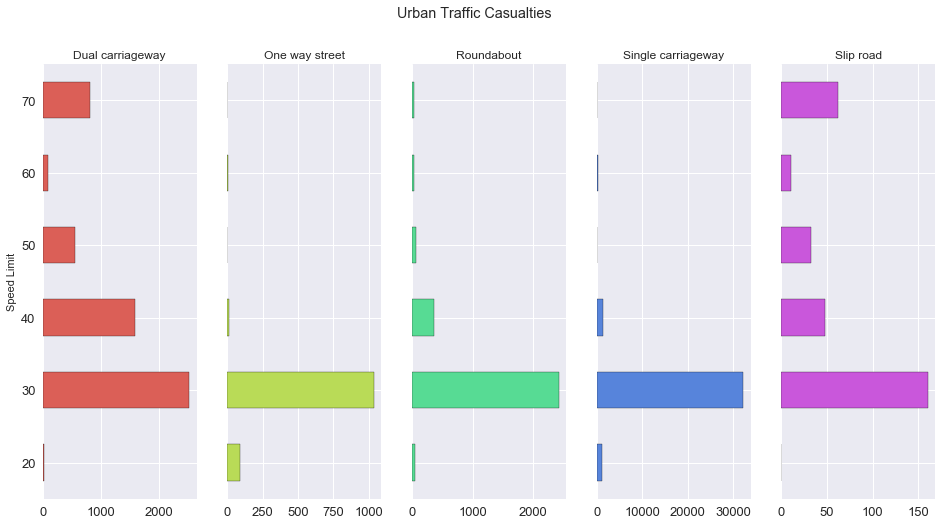 Urban Traffic Casualties
Dual carriageway One way street Roundabout Single carriageway Slip road
Speed Limit
70
60
50
40
30
20
0 1000 2000 0 250 500 750 1000 0 1000 2000 0 10000 20000 30000 0 50 100 150